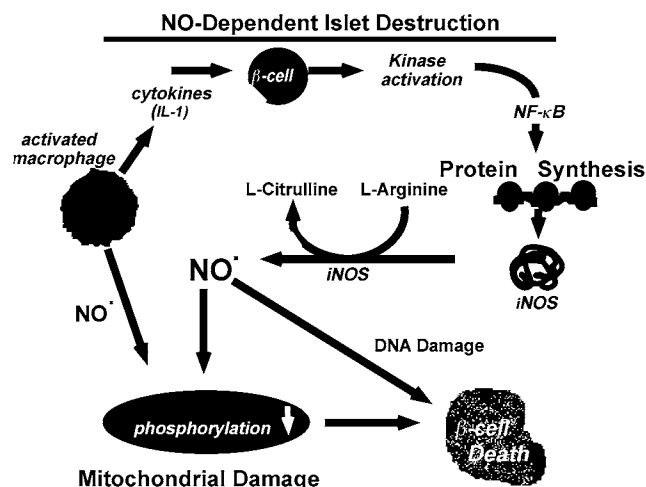 NO-Dependent Islet Destruction
β-cell
Kinase
activation
cytokines
(IL-1)
NF-κB
activated
macrophage
Protein Synthesis
L-Citrulline
L-Arginine
iNOS
iNOS
NO˙
NO˙
DNA Damage
phosphorylation
β-cell
Death
Mitochondrial Damage